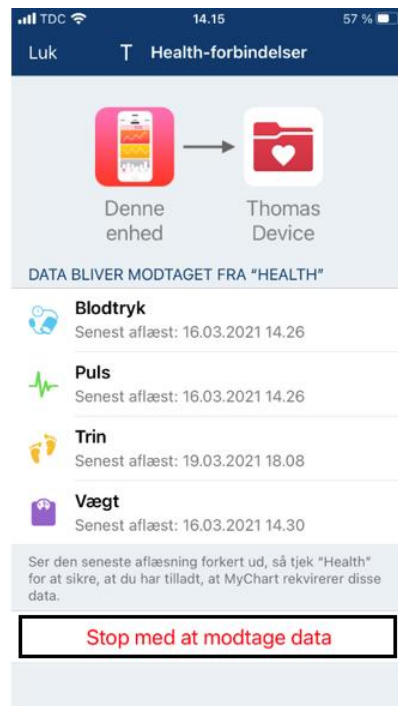 TDC 14.15 57 %
Luk T Health-forbindelser
Denne enhed
Thomas Device
DATA BLIVER MODTAGET FRA “HEALTH”
Blodtryk
Senest aflæst: 16.03.2021 14.26
Puls
Senest aflæst: 16.03.2021 14.26
Trin
Senest aflæst: 19.03.2021 18.08
Vægt
Senest aflæst: 16.03.2021 14.30
Ser den seneste aflæsning forkert ud, så tjek “Health”
for at sikre, at du har tilladt, at MyChart rekvirerer disse
data.
Stop med at modtage data